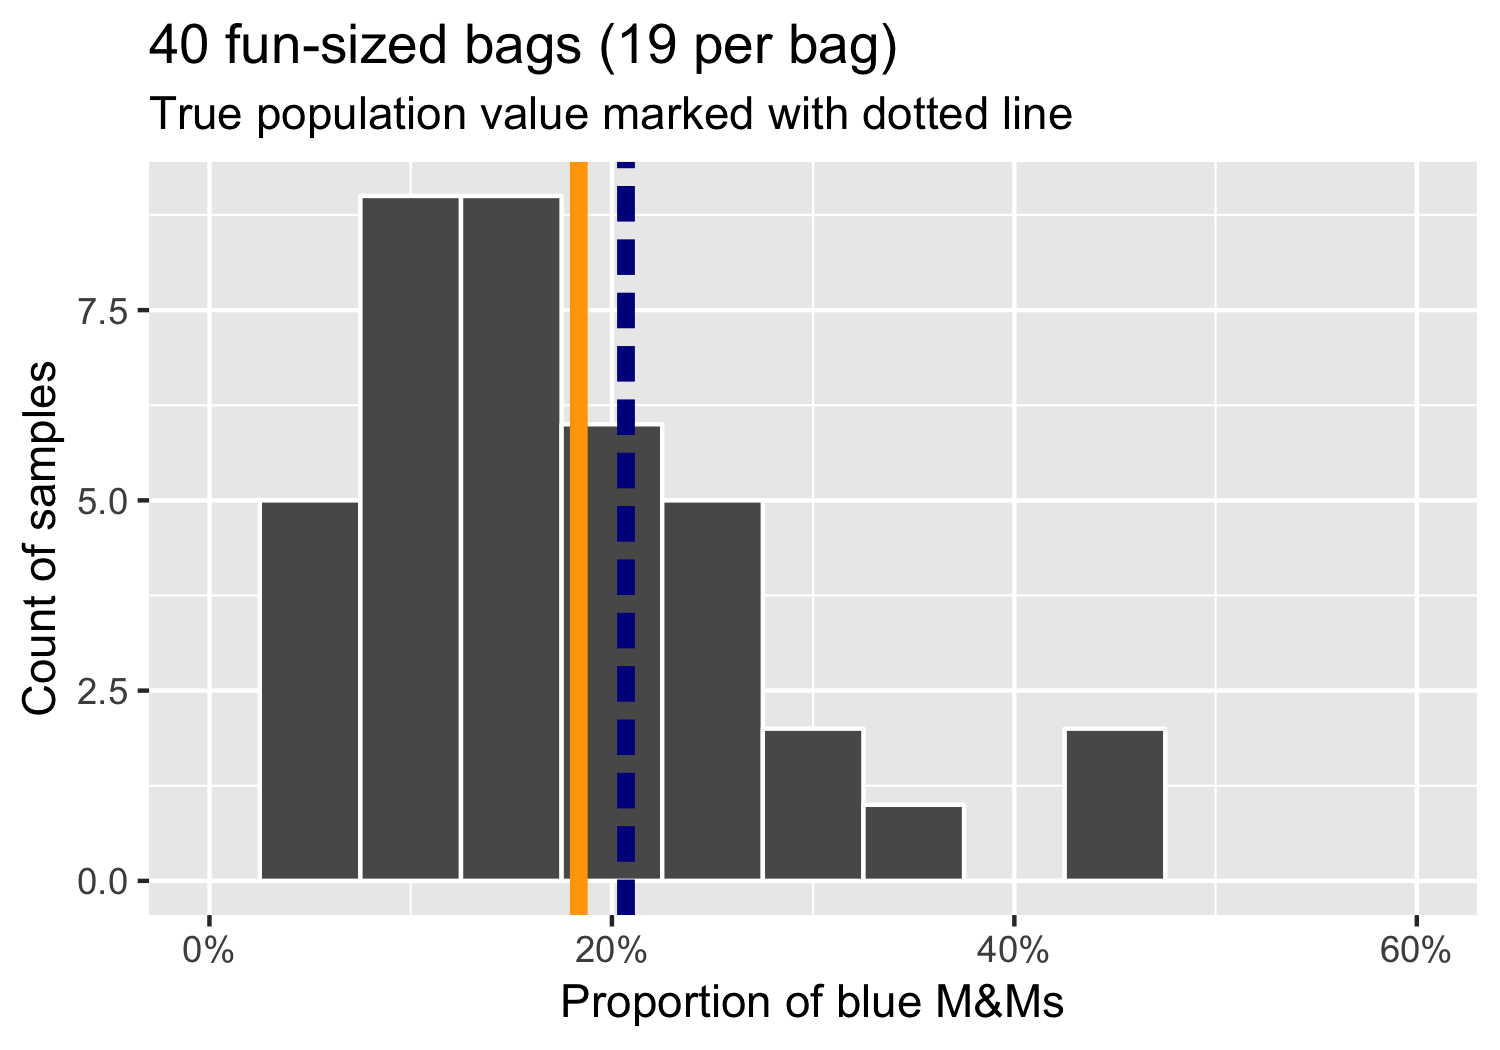 40 fun-sized bags (19 per bag)
True population value marked with dotted line
Count of samples
7.5
5.0
2.5
0.0
0% 20% 40% 60%
Proportion of blue M&Ms